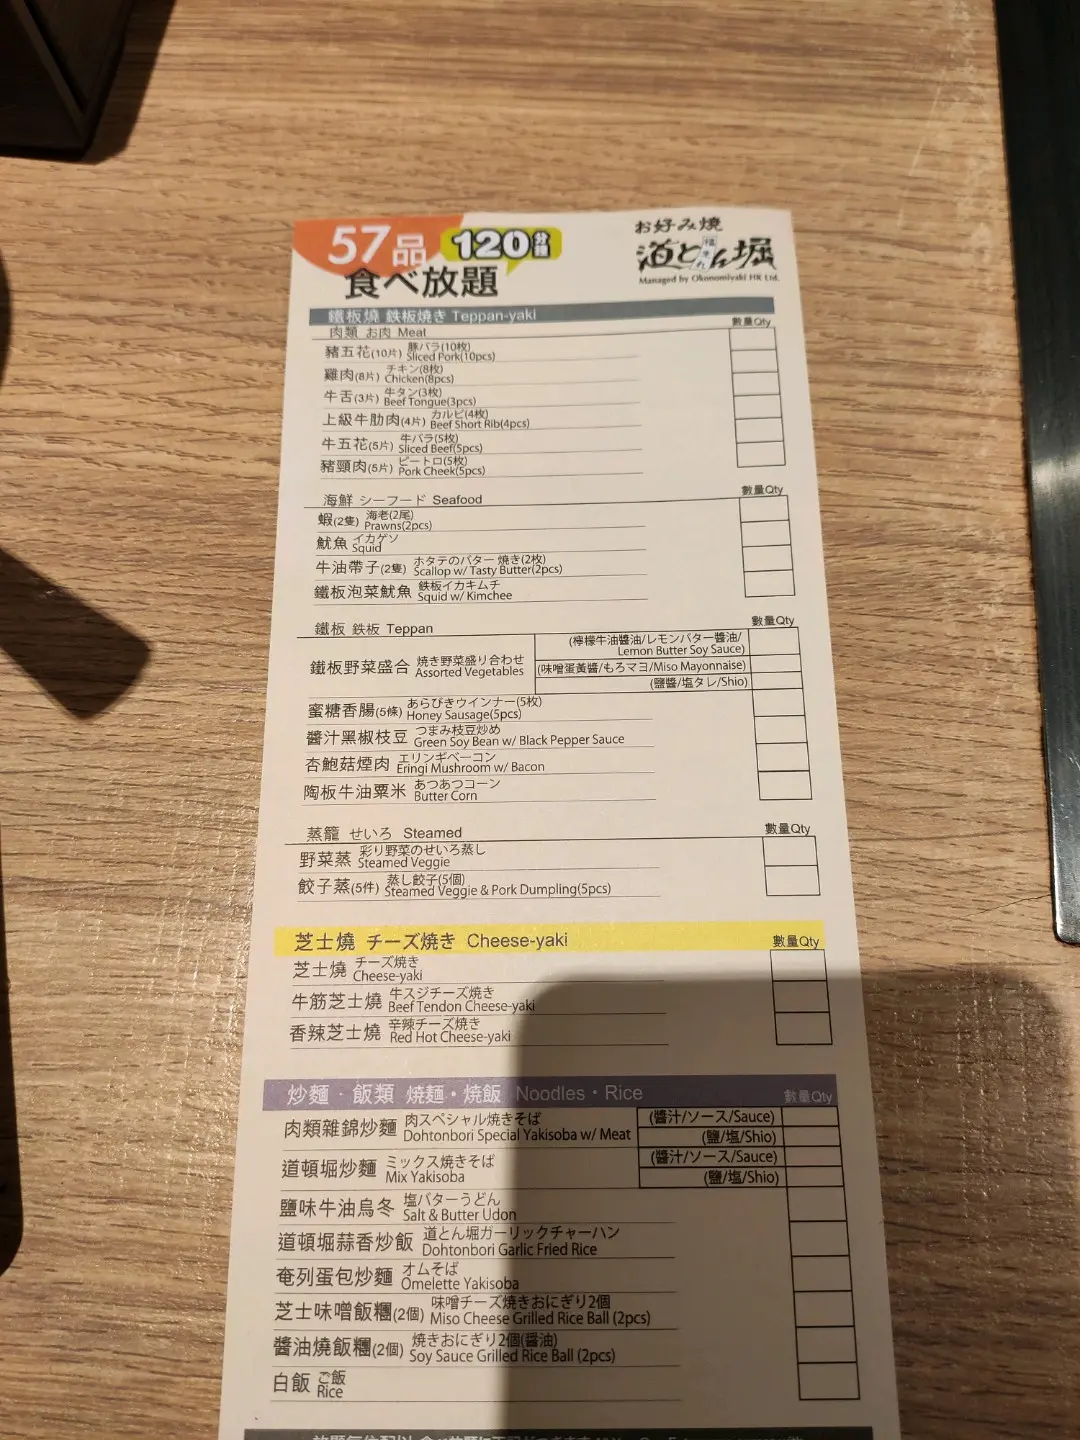 57品 120分鐘
食べ放題
お好み焼
道とん堀
Managed by Okonomiyaki HK Ltd.
鐵板燒 鉄板焼き Teppan-yaki
肉類 お肉 Meat 數量Qty
豬五花(10片) 豚バラ(10枚)
Sliced Pork(10pcs)
雞肉(8片) チキン(8枚)
Chicken(8pcs)
牛舌(3片) 牛タン(3枚)
Beef Tongue(3pcs)
上級牛肋肉(4片) カルビ(4枚)
Beef Short Rib(4pcs)
牛五花(5片) 牛バラ(5枚)
Sliced Beef(5pcs)
豬頸肉(5片) ピートロ(5枚)
Pork Cheek(5pcs)
海鮮 シーフード Seafood 數量Qty
蝦(2隻) 海老(2尾)
Prawns(2pcs)
魷魚 イカゲソ
Squid
牛油帶子(2隻) ホタテのバター 焼き(2枚)
Scallop w/ Tasty Butter(2pcs)
鐵板泡菜魷魚 鉄板イカキムチ
Squid w/ Kimchee
鐵板 鉄板 Teppan 數量Qty
鐵板野菜盛合 焼き野菜盛り合わせ
Assorted Vegetables
(檸檬牛油醬油/レモンバター醤油/
Lemon Butter Soy Sauce)
(味噌蛋黃醬/もろマヨ/Miso Mayonnaise)
(鹽醬/塩タレ/Shio)
蜜糖香腸(5條) あらびきウインナー(5枚)
Honey Sausage(5pcs)
醬汁黑椒枝豆 つまみ枝豆炒め
Green Soy Bean w/ Black Pepper Sauce
杏鮑菇煙肉 エリンギベーコン
Eringi Mushroom w/ Bacon
陶板牛油粟米 あつあつコーン
Butter Corn
蒸籠 せいろ Steamed 數量Qty
野菜蒸 彩り野菜のせいろ蒸し
Steamed Veggie
餃子蒸(5件) 蒸し餃子(5個)
Steamed Veggie & Pork Dumpling(5pcs)
芝士燒 チーズ焼き Cheese-yaki 數量Qty
芝士燒 チーズ焼き
Cheese-yaki
牛筋芝士燒 牛スジチーズ焼き
Beef Tendon Cheese-yaki
香辣芝士燒 辛辣チーズ焼き
Red Hot Cheese-yaki
炒麵・飯類 焼麵・焼飯 Noodles・Rice 數量Qty
肉類雜錦炒麵 肉スペシャル焼きそば
Dohtonbori Special Yakisoba w/ Meat
(醬汁/ソース/Sauce)
(鹽/塩/Shio)
道頓堀炒麵 ミックス焼きそば
Mix Yakisoba
(醬汁/ソース/Sauce)
(鹽/塩/Shio)
鹽味牛油烏冬 塩バターうどん
Salt & Butter Udon
道頓堀蒜香炒飯 道とん堀ガーリックチャーハン
Dohtonbori Garlic Fried Rice
奄列蛋包炒麵 オムそば
Omelette Yakisoba
芝士味噌飯糰(2個) 味噌チーズ焼きおにぎり2個
Miso Cheese Grilled Rice Ball (2pcs)
醬油燒飯糰(2個) 焼きおにぎり2個(醤油)
Soy Sauce Grilled Rice Ball (2pcs)
白飯 ご飯
Rice